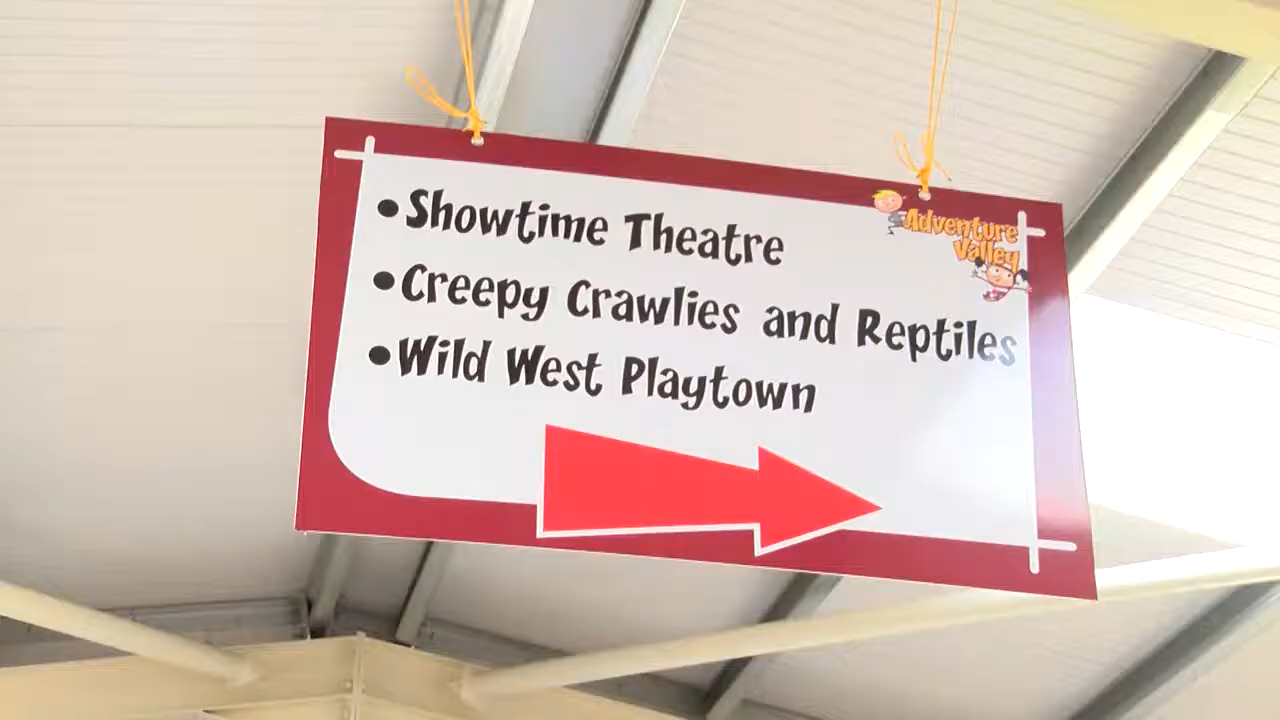 •Showtime Theatre
•Creepy Crawlies and Reptiles
•Wild West Playtown
Adventure
Valley